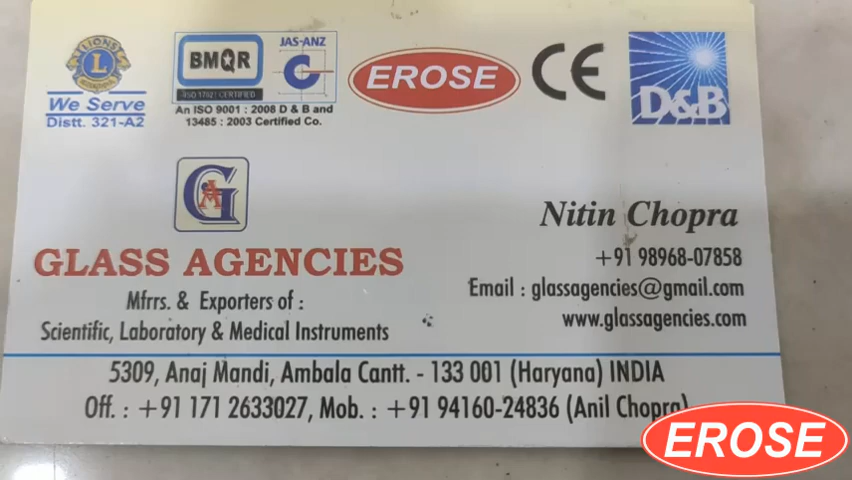 LIONS
L
INTERNATIONAL
We Serve
Distt. 321-A2
BMQR
ISO 17021 CERTIFIED
JAS-ANZ
C
An ISO 9001 : 2008 D & B and
13485 : 2003 Certified Co.
EROSE
CE
D&B
G
AM
GLASS AGENCIES
Mfrrs. & Exporters of :
Scientific, Laboratory & Medical Instruments
Nitin Chopra
+91 98968-07858
Email : glassagencies@gmail.com
www.glassagencies.com
5309, Anaj Mandi, Ambala Cantt. - 133 001 (Haryana) INDIA
Off. : +91 171 2633027, Mob. : +91 94160-24836 (Anil Chopra)
EROSE